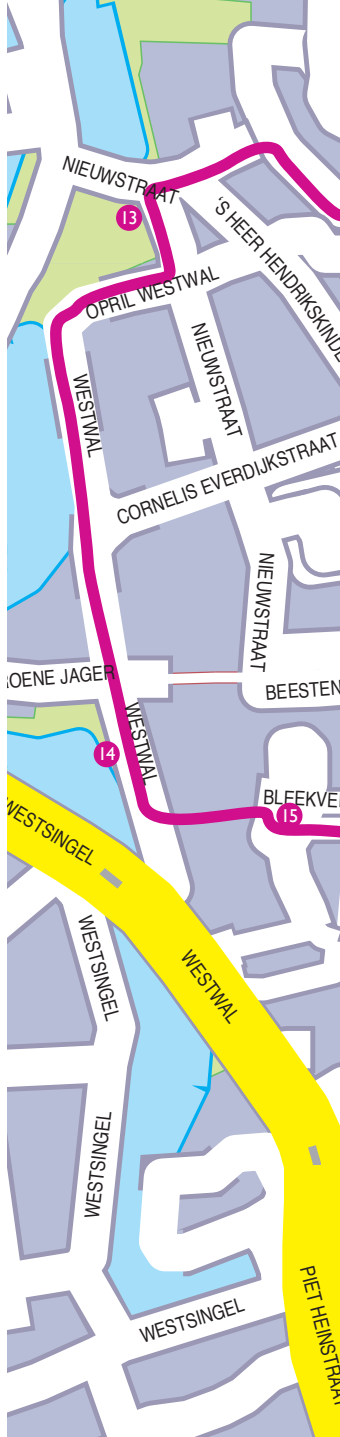 NIEUWSTRAAT
13
'S HEER HENDRIKSKINDE
OPRIL WESTWAL
NIEUWSTRAAT
WESTWAL
CORNELIS EVERDIJKSTRAAT
NIEUWSTRAAT
ROENE JAGER
BEESTEN
WESTWAL
14
BLEEKVE
15
WESTSINGEL
WESTSINGEL
WESTWAL
WESTSINGEL
PIET HEINSTRAAT
WESTSINGEL